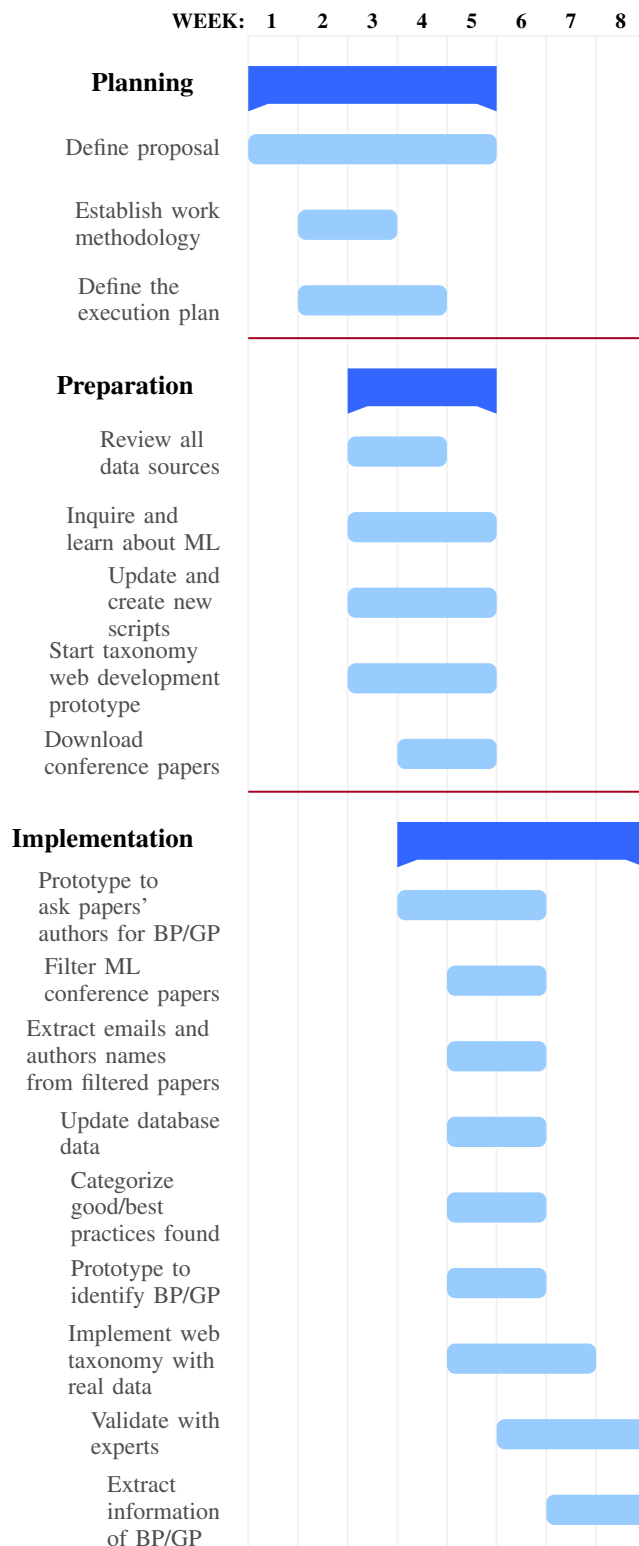 WEEK: 1 2 3 4 5 6 7 8
Planning
Define proposal
Establish work
methodology
Define the
execution plan
Preparation
Review all
data sources
Inquire and
learn about ML
Update and
create new
scripts
Start taxonomy
web development
prototype
Download
conference papers
Implementation
Prototype to
ask papers’
authors for BP/GP
Filter ML
conference papers
Extract emails and
authors names
from filtered papers
Update database
data
Categorize
good/best
practices found
Prototype to
identify BP/GP
Implement web
taxonomy with
real data
Validate with
experts
Extract
information
of BP/GP